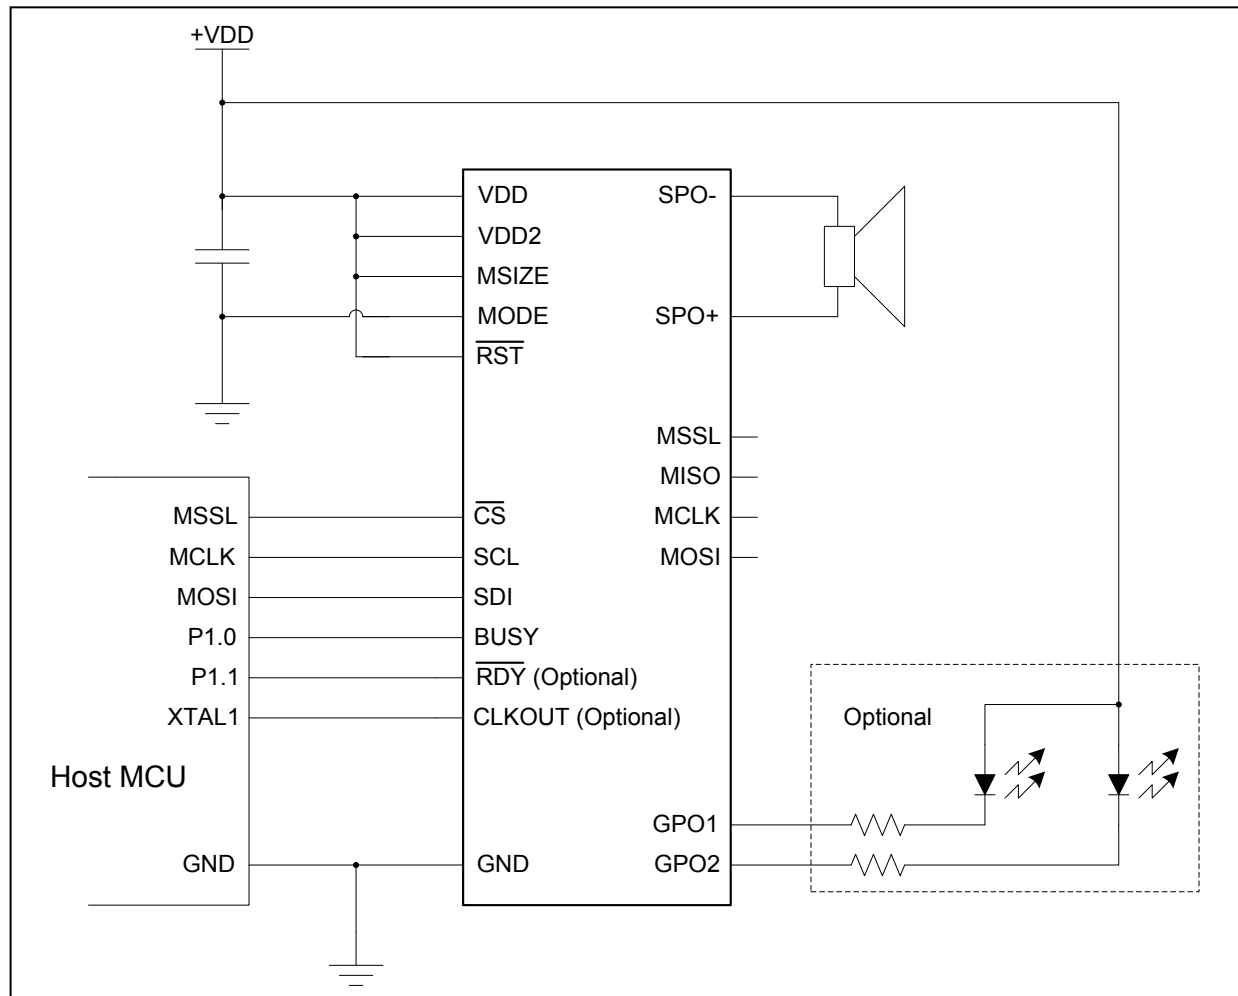 +VDD
VDD
VDD2
MSIZE
MODE
RST
SPO-
SPO+
MSSL
MISO
MCLK
MOSI
MSSL
MCLK
MOSI
P1.0
P1.1
XTAL1
Host MCU
GND
CS
SCL
SDI
BUSY
RDY (Optional)
CLKOUT (Optional)
GND
GPO1
GPO2
Optional